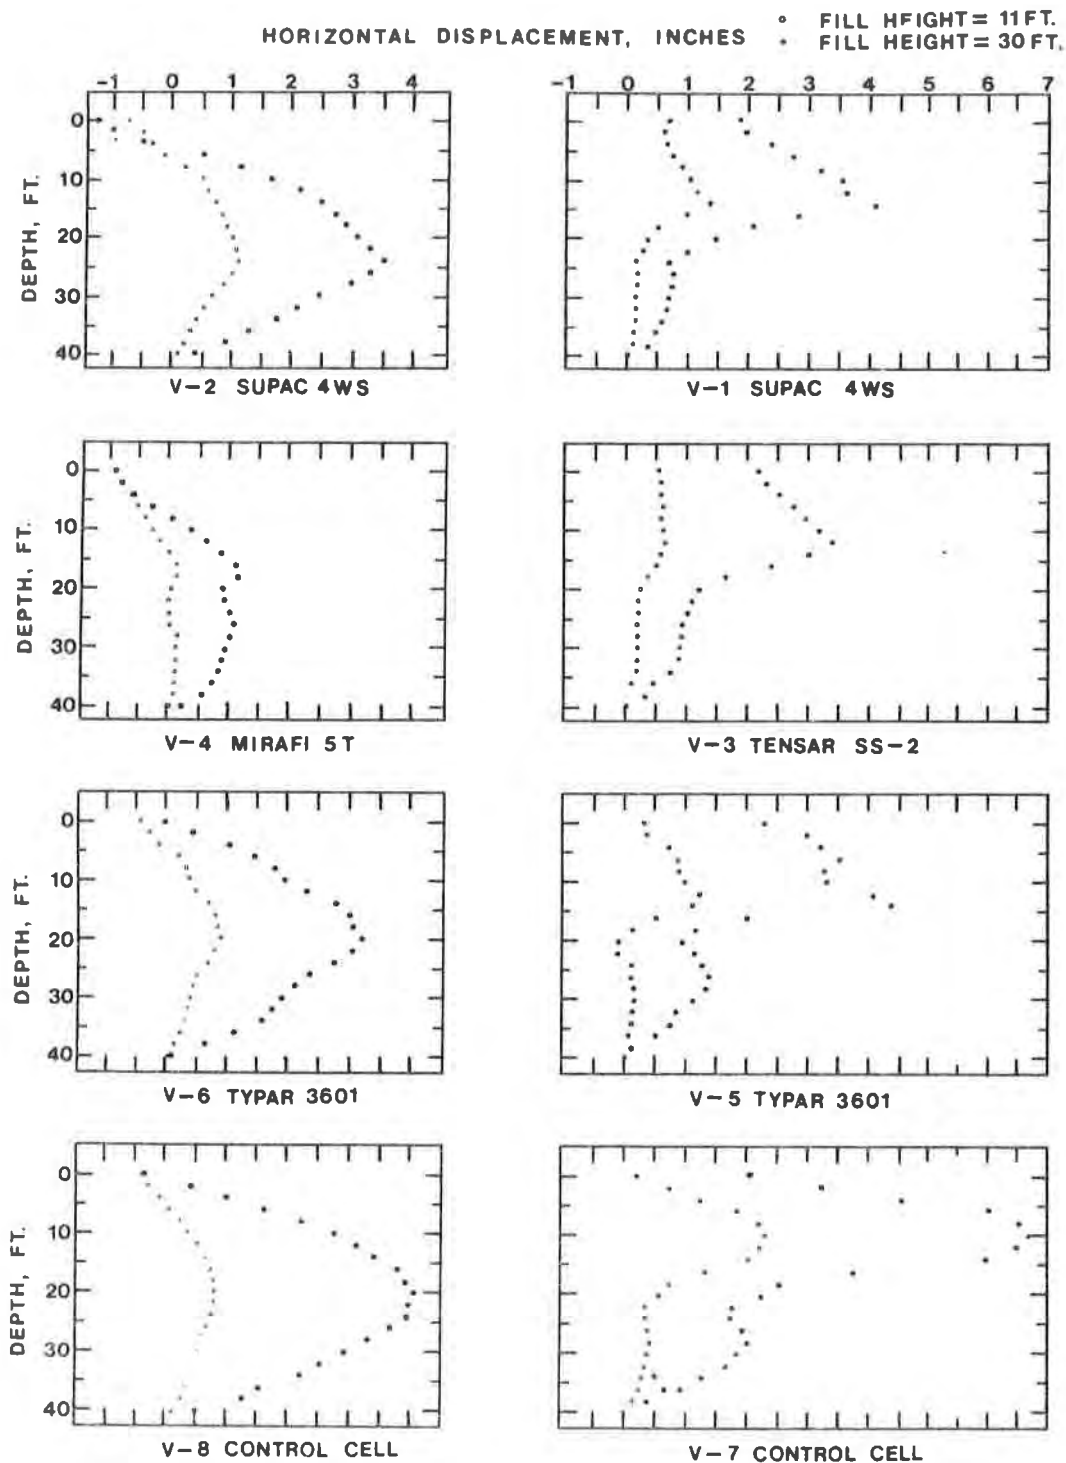 HORIZONTAL DISPLACEMENT, INCHES
° FILL HEIGHT= 11 FT.
• FILL HEIGHT= 30 FT.
-1 0 1 2 3 4
-1 0 1 2 3 4 5 6 7
DEPTH, FT.
0
10
20
30
40
V-2 SUPAC 4WS
V-1 SUPAC 4WS
DEPTH, FT.
0
10
20
30
40
V-4 MIRAFI 5T
V-3 TENSAR SS-2
DEPTH, FT.
0
10
20
30
40
V-6 TYPAR 3601
V-5 TYPAR 3601
DEPTH, FT.
0
10
20
30
40
V-8 CONTROL CELL
V-7 CONTROL CELL